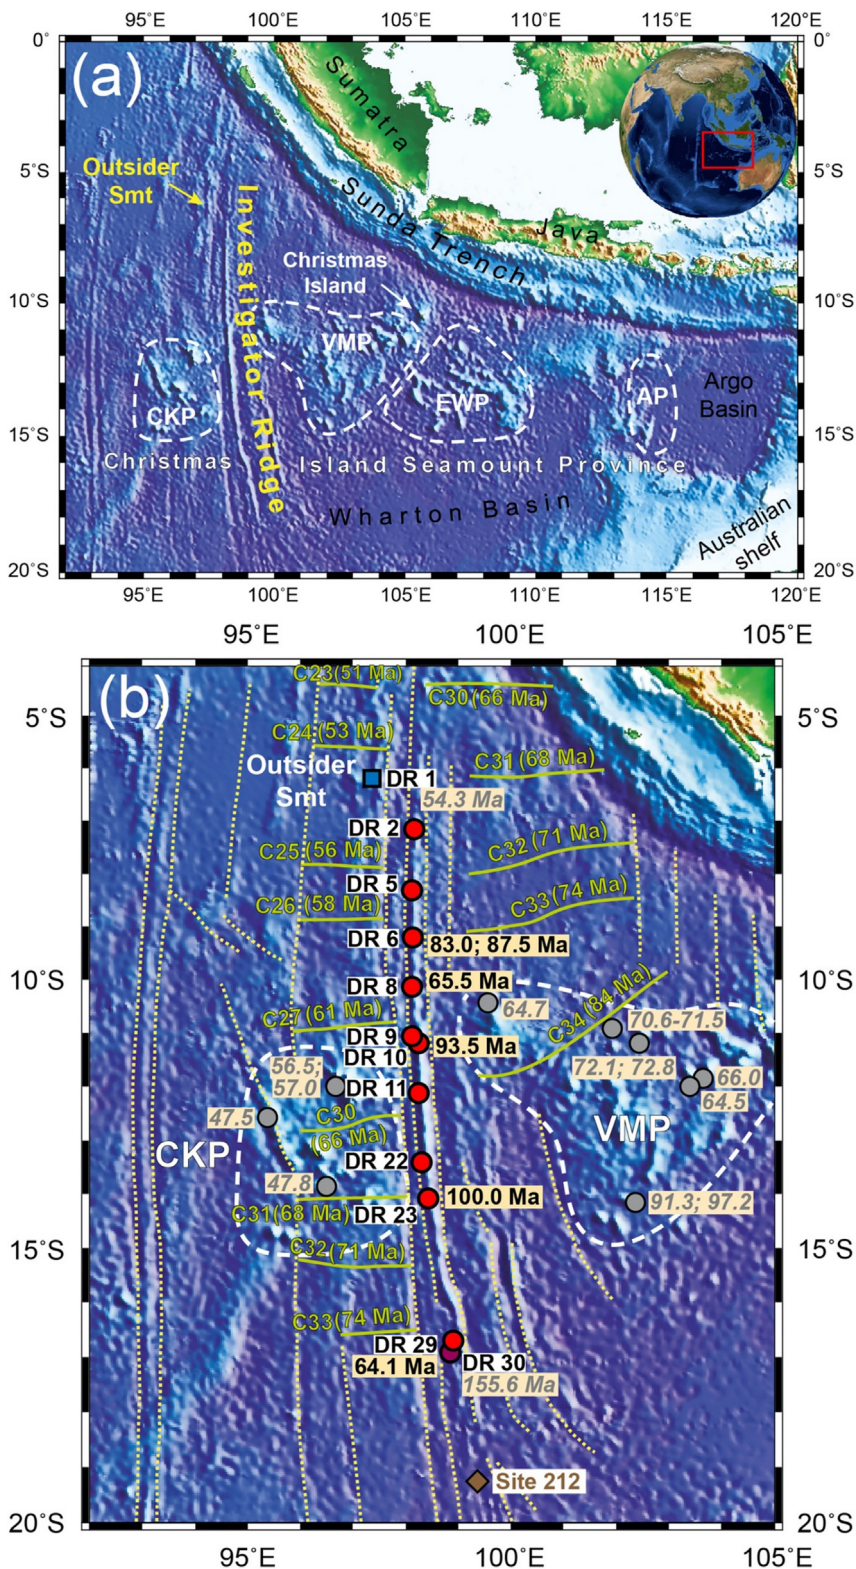 95°E 100°E 105°E 110°E 115°E 120°E
0°
0°
(a)
Sumatra
Outsider
Smt
5°S
5°S
Investigator Ridge
Sunda Trench
Java
Christmas
Island
10°S
10°S
VMP
CKP
EWP
AP
Argo
Basin
15°S
15°S
Christmas Island Seamount Province
Wharton Basin
Australian
shelf
20°S
20°S
95°E 100°E 105°E 110°E 115°E 120°E
95°E 100°E 105°E
(b)
C23(51 Ma)
C30(66 Ma)
5°S
5°S
C24(53 Ma)
C31(68 Ma)
Outsider
Smt
DR 1
54.3 Ma
DR 2
C32(71 Ma)
C25(56 Ma)
DR 5
C33(74 Ma)
C26(58 Ma)
DR 6
83.0; 87.5 Ma
10°S
10°S
DR 8
65.5 Ma
64.7
C34(84 Ma)
C27(61 Ma)
70.6-71.5
DR 9
93.5 Ma
DR 10
56.5;
57.0
72.1; 72.8
66.0
DR 11
64.5
47.5
C30
(66 Ma)
VMP
CKP
DR 22
47.8
100.0 Ma
91.3; 97.2
C31(68 Ma)
DR 23
15°S
15°S
C32(71 Ma)
C33(74 Ma)
DR 29
64.1 Ma
DR 30
155.6 Ma
Site 212
20°S
20°S
95°E 100°E 105°E